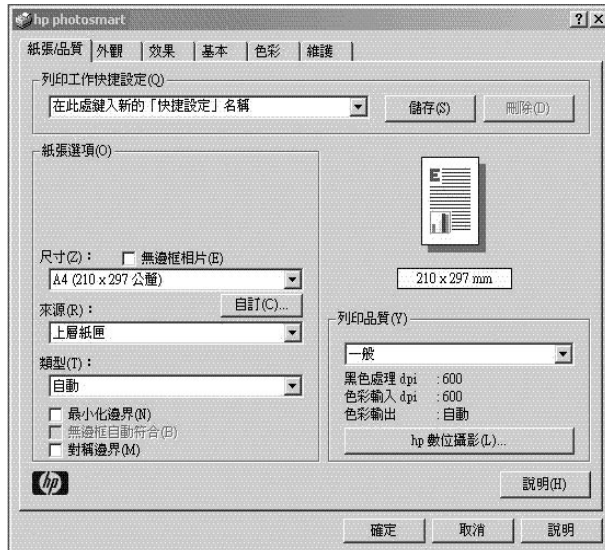 hp photosmart
紙張/品質 外觀 效果 基本 色彩 維護
列印工作快捷設定(Q)
在此處鍵入新的「快捷設定」名稱
儲存(S)
刪除(D)
紙張選項(O)
尺寸(Z)： 無邊框相片(E)
A4 (210 x 297 公釐)
來源(R)： 自訂(C)...
上層紙匣
類型(T)：
自動
最小化邊界(N)
無邊框自動符合(B)
對稱邊界(M)
E
210 x 297 mm
列印品質(Y)
一般
黑色處理 dpi :600
色彩輸入 dpi :600
色彩輸出 :自動
hp 數位攝影(L)...
hp
說明(H)
確定 取消 說明